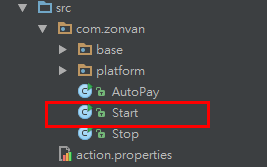 src
com.zonvan
base
platform
AutoPay
Start
Stop
action.properties